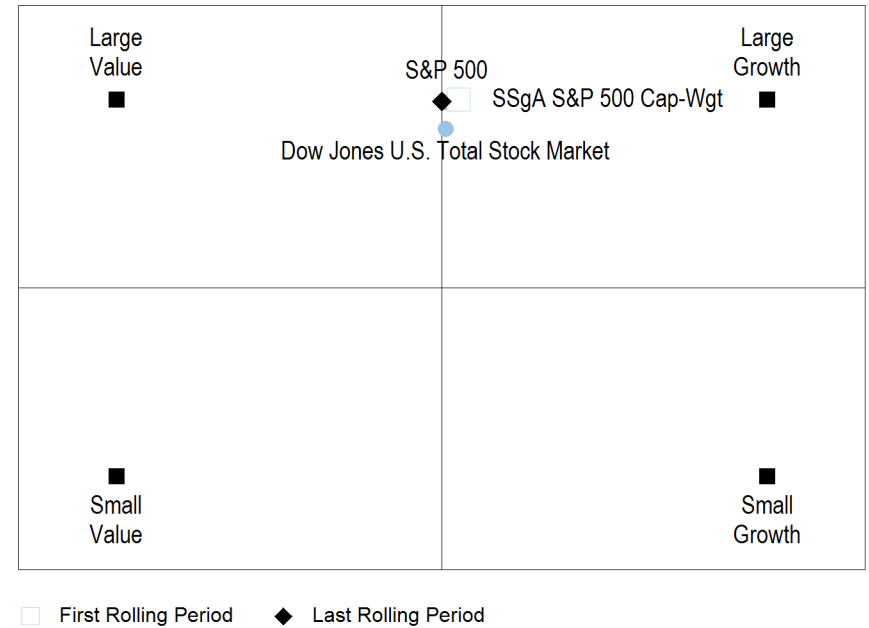 Large
Value
Large
Growth
S&P 500
SSgA S&P 500 Cap-Wgt
Dow Jones U.S. Total Stock Market
Small
Value
Small
Growth
First Rolling Period
Last Rolling Period